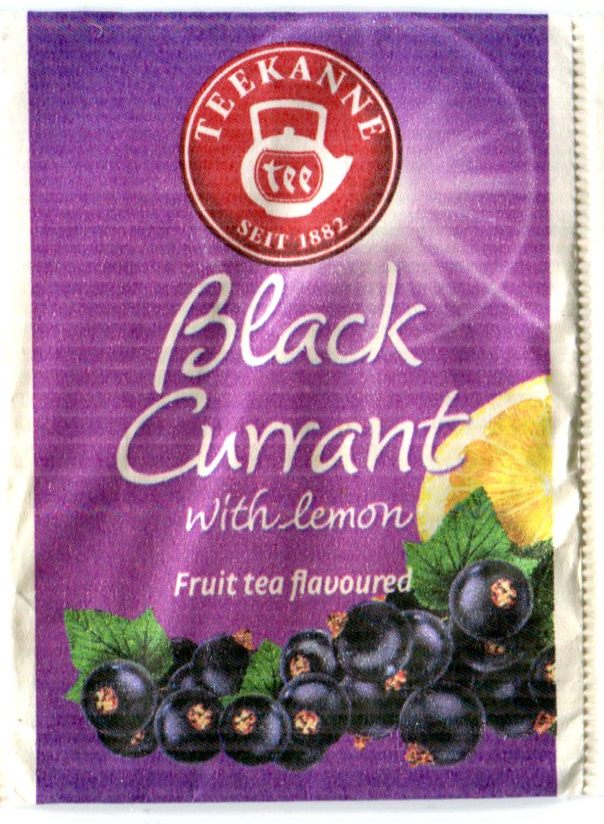 TEEKANNE
tee
SEIT 1882
Black
Currant
with lemon
Fruit tea flavoured